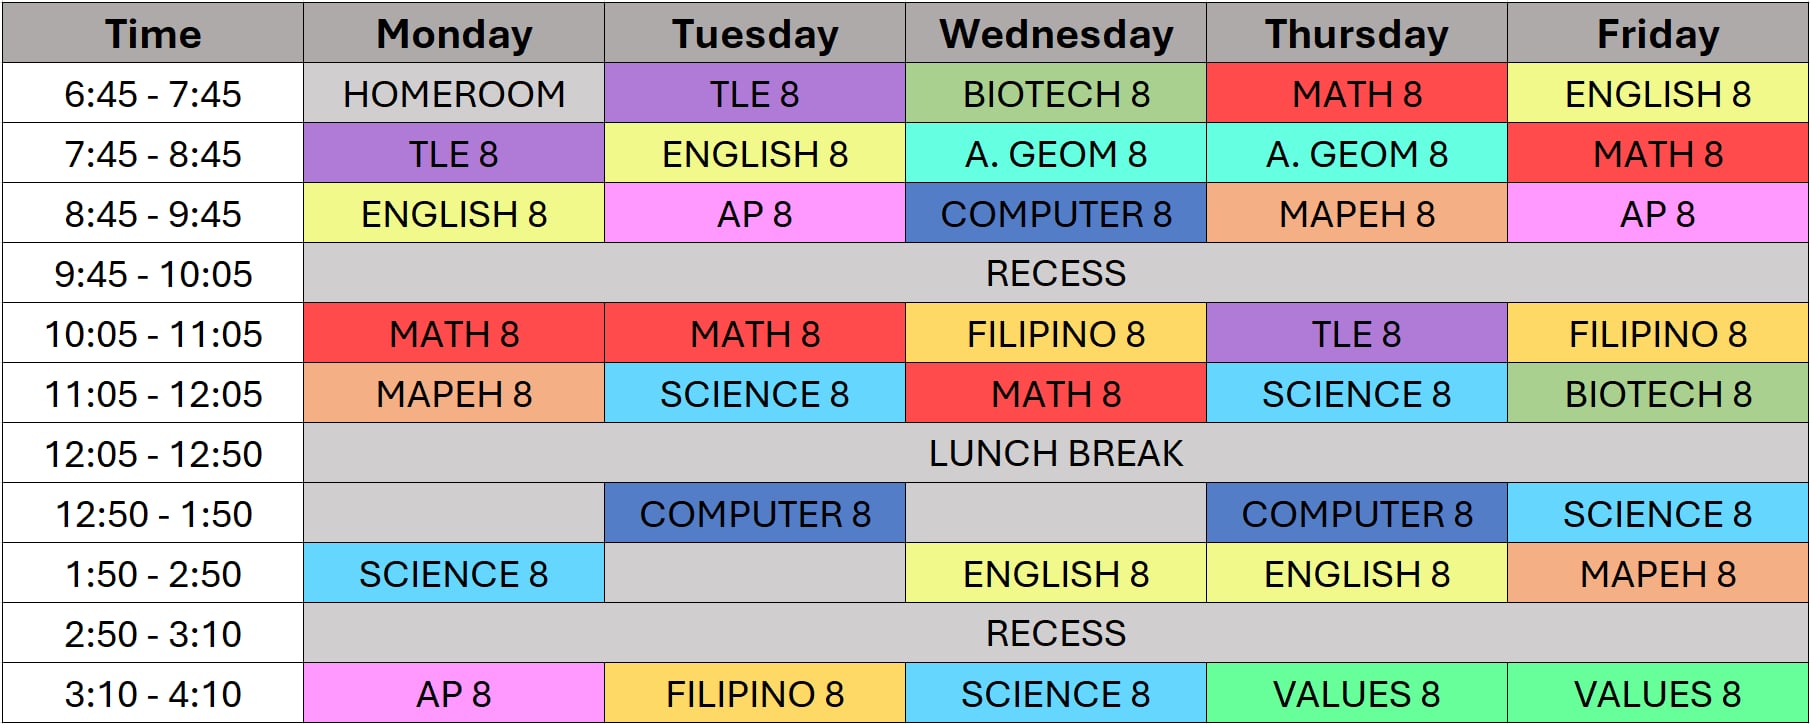 Time Monday Tuesday Wednesday Thursday Friday
6:45 - 7:45 HOMEROOM TLE 8 BIOTECH 8 MATH 8 ENGLISH 8
7:45 - 8:45 TLE 8 ENGLISH 8 A. GEOM 8 A. GEOM 8 MATH 8
8:45 - 9:45 ENGLISH 8 AP 8 COMPUTER 8 MAPEH 8 AP 8
9:45 - 10:05 RECESS
10:05 - 11:05 MATH 8 MATH 8 FILIPINO 8 TLE 8 FILIPINO 8
11:05 - 12:05 MAPEH 8 SCIENCE 8 MATH 8 SCIENCE 8 BIOTECH 8
12:05 - 12:50 LUNCH BREAK
12:50 - 1:50 COMPUTER 8 COMPUTER 8 SCIENCE 8
1:50 - 2:50 SCIENCE 8 ENGLISH 8 ENGLISH 8 MAPEH 8
2:50 - 3:10 RECESS
3:10 - 4:10 AP 8 FILIPINO 8 SCIENCE 8 VALUES 8 VALUES 8